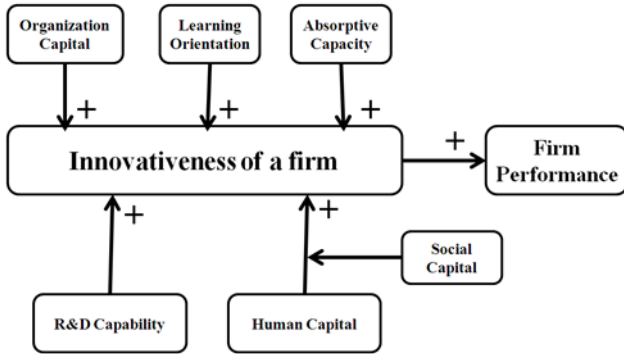 Organization
Capital
Learning
Orientation
Absorptive
Capacity
+
+
+
+
Innovativeness of a firm
Firm
Performance
+
+
Social
Capital
R&D Capability
Human Capital